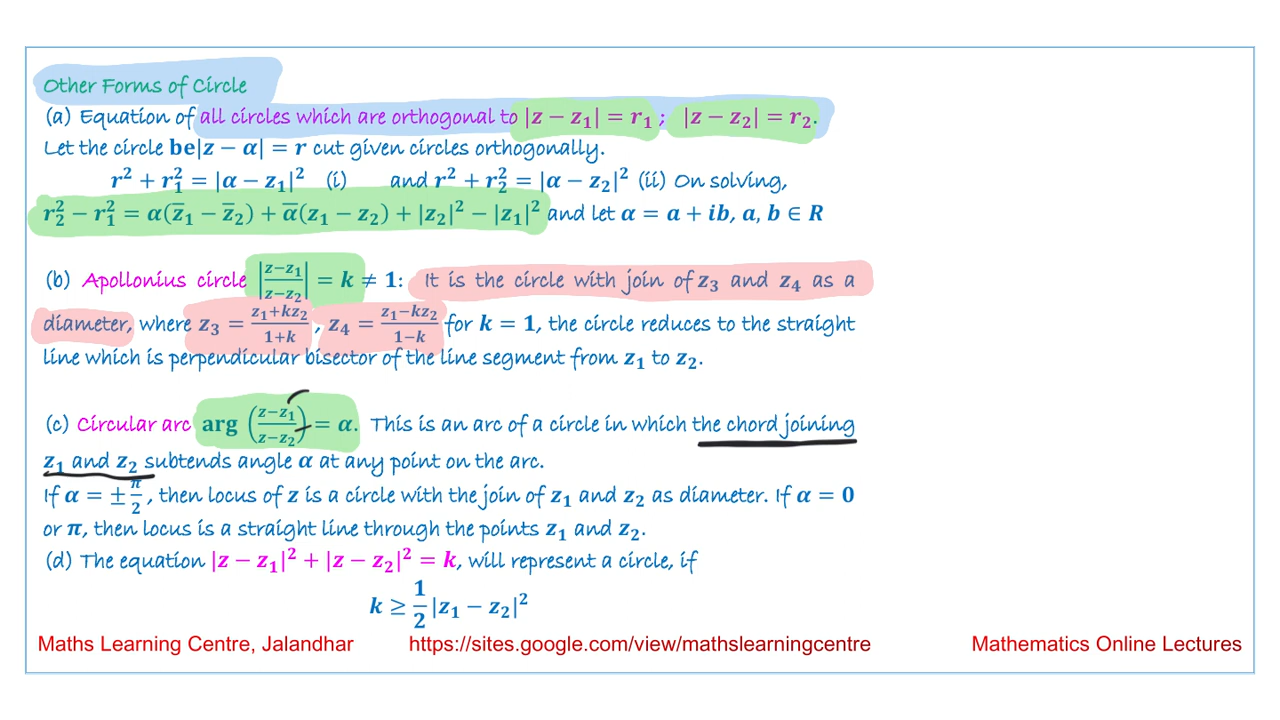 Other Forms of Circle
(a) Equation of all circles which are orthogonal to |z − z₁| = r₁ ; |z − z₂| = r₂.
Let the circle be|z − α| = r cut given circles orthogonally.
r² + r₁² = |α − z₁|² (i) and r² + r₂² = |α − z₂|² (ii) On solving,
r₂² − r₁² = α(z̅₁ − z̅₂) + α̅(z₁ − z₂) + |z₂|² − |z₁|² and let α = a + ib, a, b ∈ R
(b) Apollonius circle |(z−z₁)/(z−z₂)| = k ≠ 1: It is the circle with join of z₃ and z₄ as a
diameter, where z₃ = (z₁+kz₂)/(1+k) , z₄ = (z₁−kz₂)/(1−k) for k = 1, the circle reduces to the straight
line which is perpendicular bisector of the line segment from z₁ to z₂.
(c) Circular arc arg ((z−z₁)/(z−z₂)) = α. This is an arc of a circle in which the chord joining
z₁ and z₂ subtends angle α at any point on the arc.
If α = ± π/2, then locus of z is a circle with the join of z₁ and z₂ as diameter. If α = 0
or π, then locus is a straight line through the points z₁ and z₂.
(d) The equation |z − z₁|² + |z − z₂|² = k, will represent a circle, if
k ≥ 1/2 |z₁ − z₂|²
Maths Learning Centre, Jalandhar https://sites.google.com/view/mathslearningcentre Mathematics Online Lectures